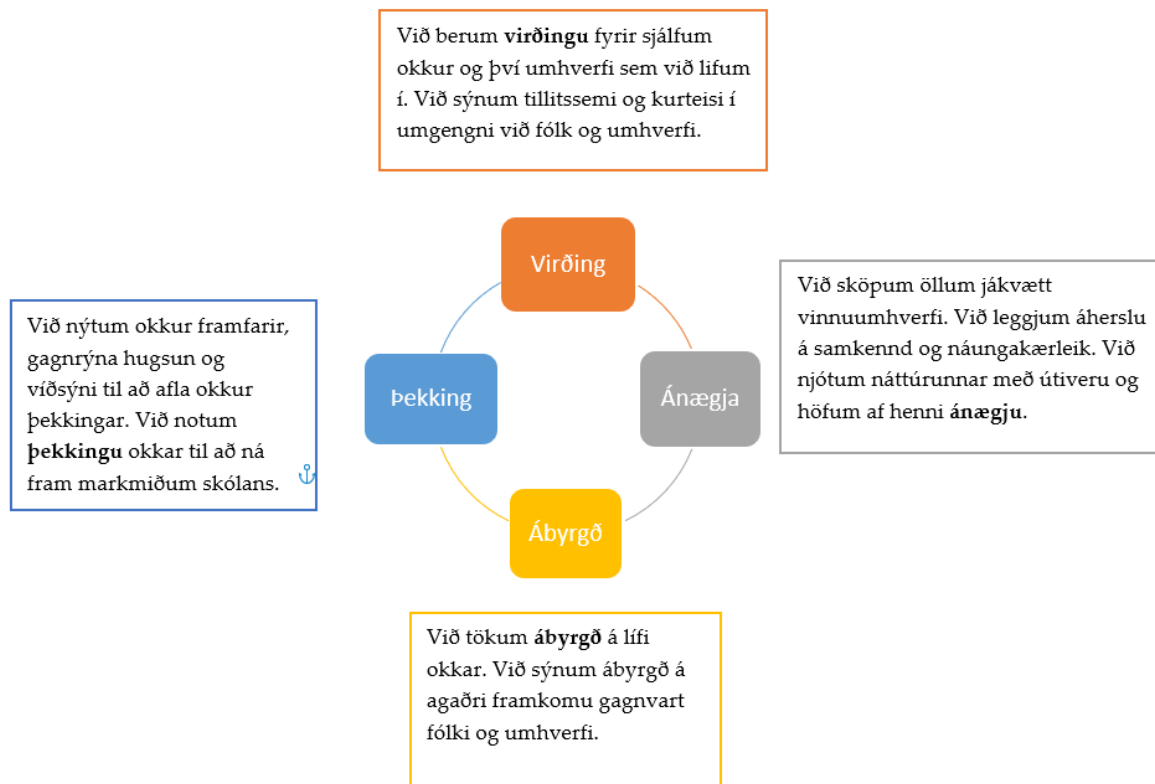 Við berum virðingu fyrir sjálfum
okkur og því umhverfi sem við lifum
í. Við sýnum tillitssemi og kurteisi í
umgengni við fólk og umhverfi.
Virðing
Við sköpum öllum jákvætt
vinnuumhverfi. Við leggjum áherslu
á samkennd og náungakærleik. Við
njótum náttúrunnar með útiveru og
höfum af henni ánægju.
Við nýtum okkur framfarir,
gagnrýna hugsun og
víðsýni til að afla okkur
þekkingar. Við notum
þekkingu okkar til að ná
fram markmiðum skólans.
Þekking
Ánægja
Ábyrgð
Við tökum ábyrgð á lífi
okkar. Við sýnum ábyrgð á
agaðri framkomu gagnvart
fólki og umhverfi.